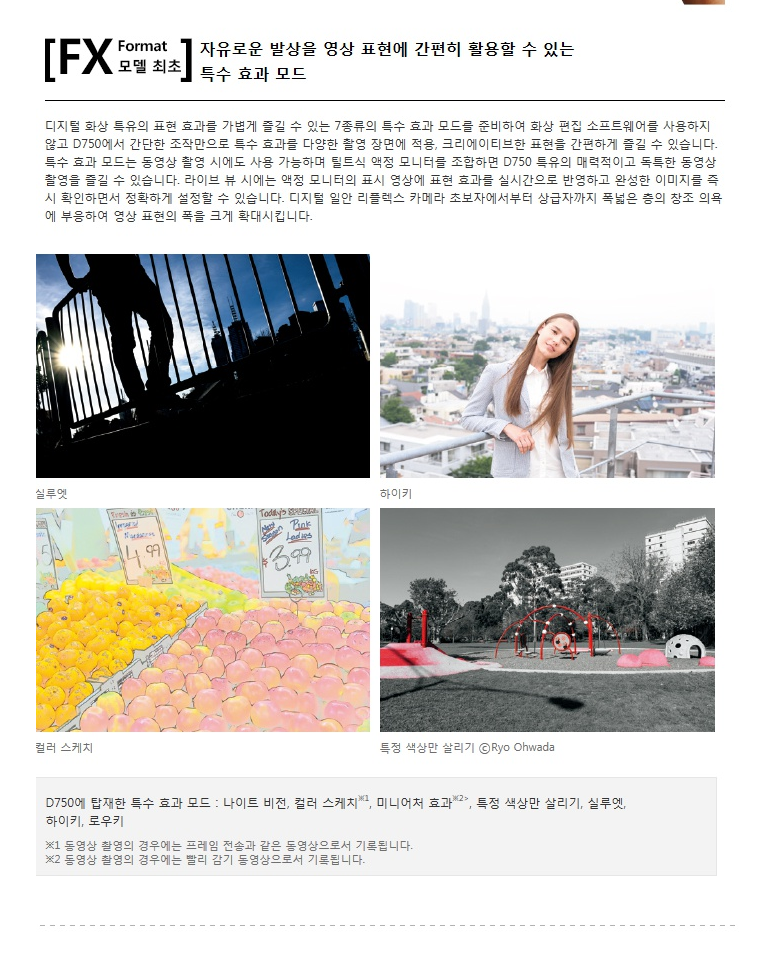 [FX Format 모델 최초] 자유로운 발상을 영상 표현에 간편히 활용할 수 있는
특수 효과 모드
디지털 화상 특유의 표현 효과를 가볍게 즐길 수 있는 7종류의 특수 효과 모드를 준비하여 화상 편집 소프트웨어를 사용하지
않고 D750에서 간단한 조작만으로 특수 효과를 다양한 촬영 장면에 적용, 크리에이티브한 표현을 간편하게 즐길 수 있습니다.
특수 효과 모드는 동영상 촬영 시에도 사용 가능하며 틸트식 액정 모니터를 조합하면 D750 특유의 매력적이고 독특한 동영상
촬영을 즐길 수 있습니다. 라이브 뷰 시에는 액정 모니터의 표시 영상에 표현 효과를 실시간으로 반영하고 완성한 이미지를 즉
시 확인하면서 정확하게 설정할 수 있습니다. 디지털 일안 리플렉스 카메라 초보자에서부터 상급자까지 폭넓은 층의 창조 의욕
에 부응하여 영상 표현의 폭을 크게 확대시킵니다.
실루엣
하이키
4.99
Today's
Pink
Ladies
3.99
컬러 스케치
특정 색상만 살리기 ⓒRyo Ohwada
D750에 탑재한 특수 효과 모드 : 나이트 비전, 컬러 스케치※1, 미니어처 효과※2>, 특정 색상만 살리기, 실루엣,
하이키, 로우키
※1 동영상 촬영의 경우에는 프레임 전송과 같은 동영상으로서 기록됩니다.
※2 동영상 촬영의 경우에는 빨리 감기 동영상으로서 기록됩니다.